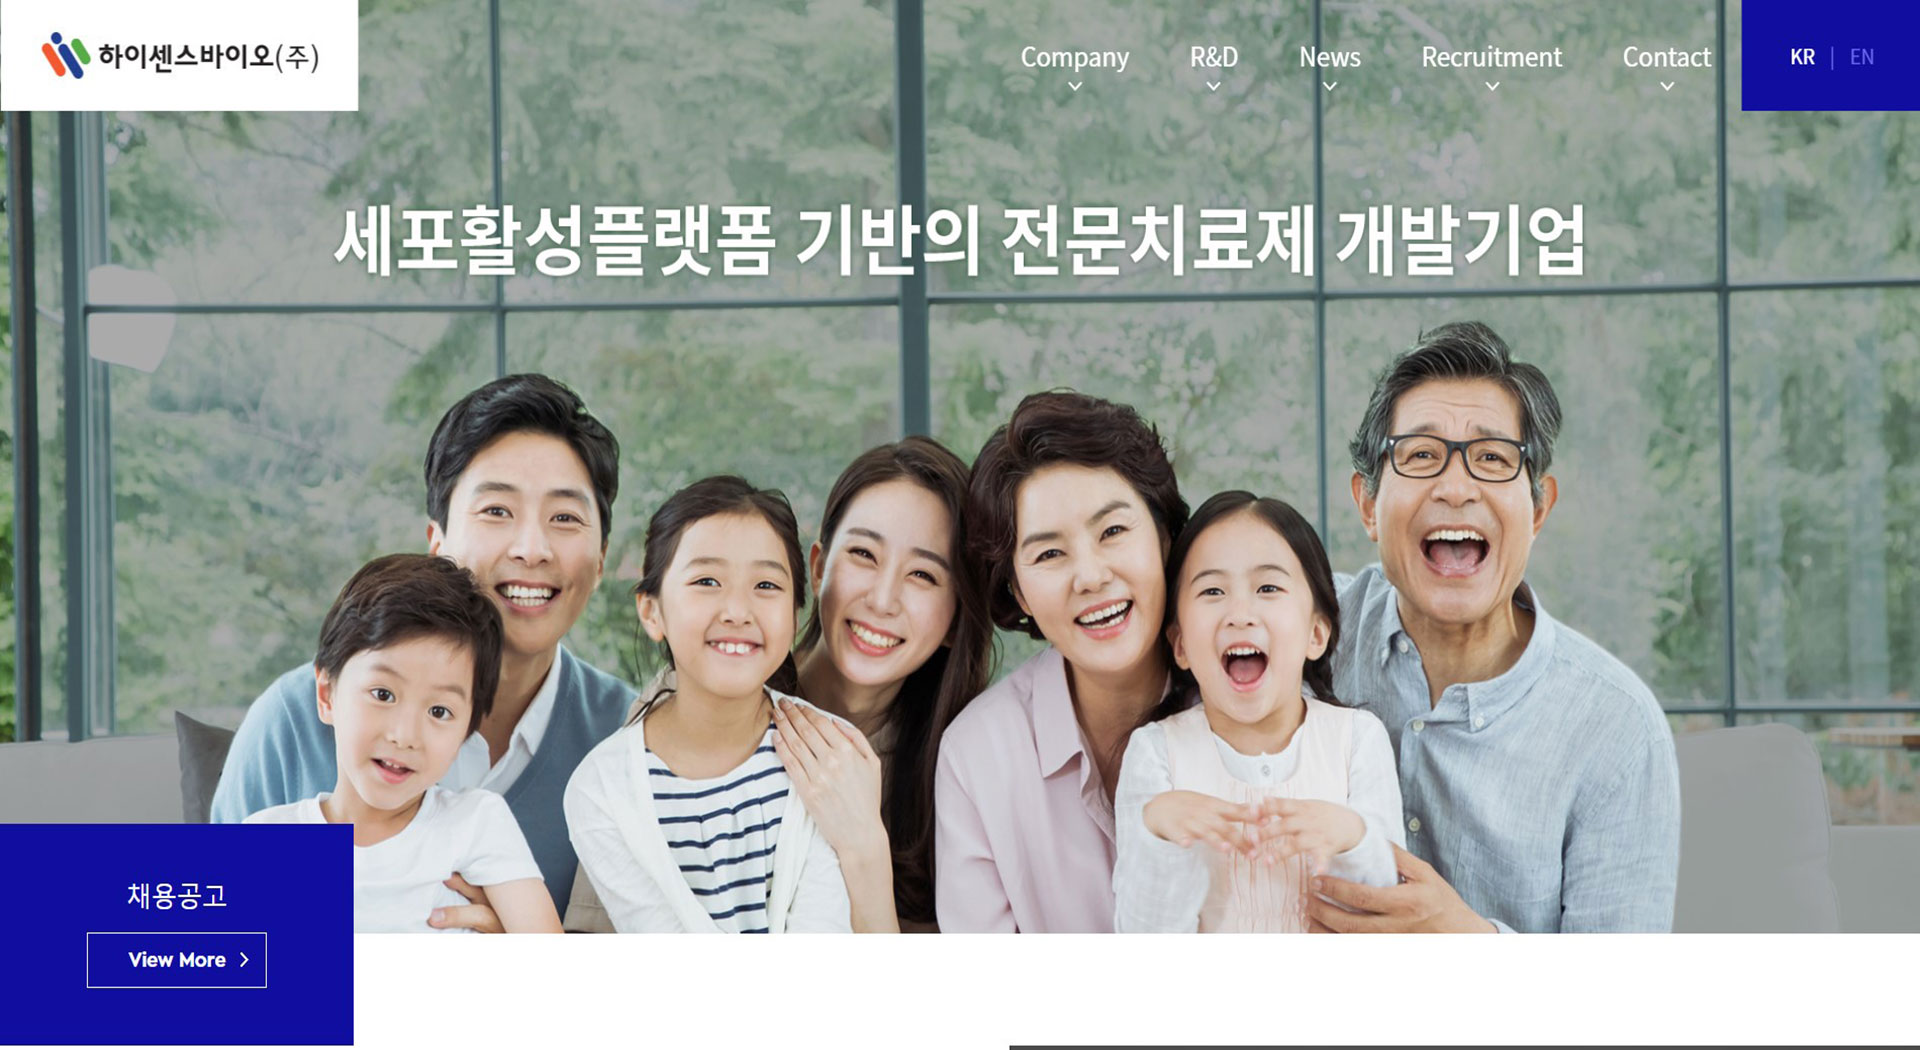 하이센스바이오(주)
Company
R&D
News
Recruitment
Contact
KR | EN
세포활성플랫폼 기반의 전문치료제 개발기업
채용공고
View More